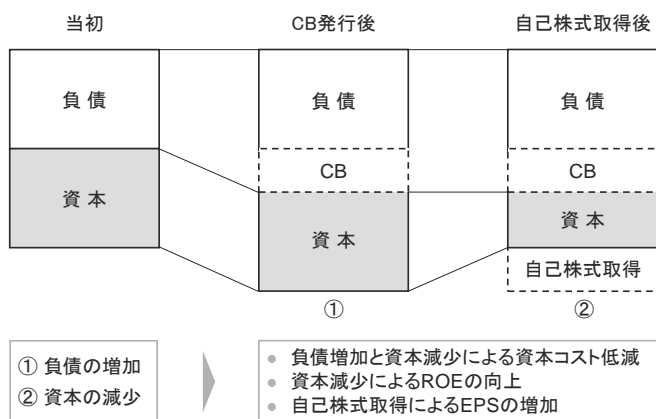 当初
CB発行後
自己株式取得後
負 債
負 債
負 債
CB
CB
資 本
資 本
資 本
自己株式取得
①
②
① 負債の増加
② 資本の減少
● 負債増加と資本減少による資本コスト低減
● 資本減少によるROEの向上
● 自己株式取得によるEPSの増加